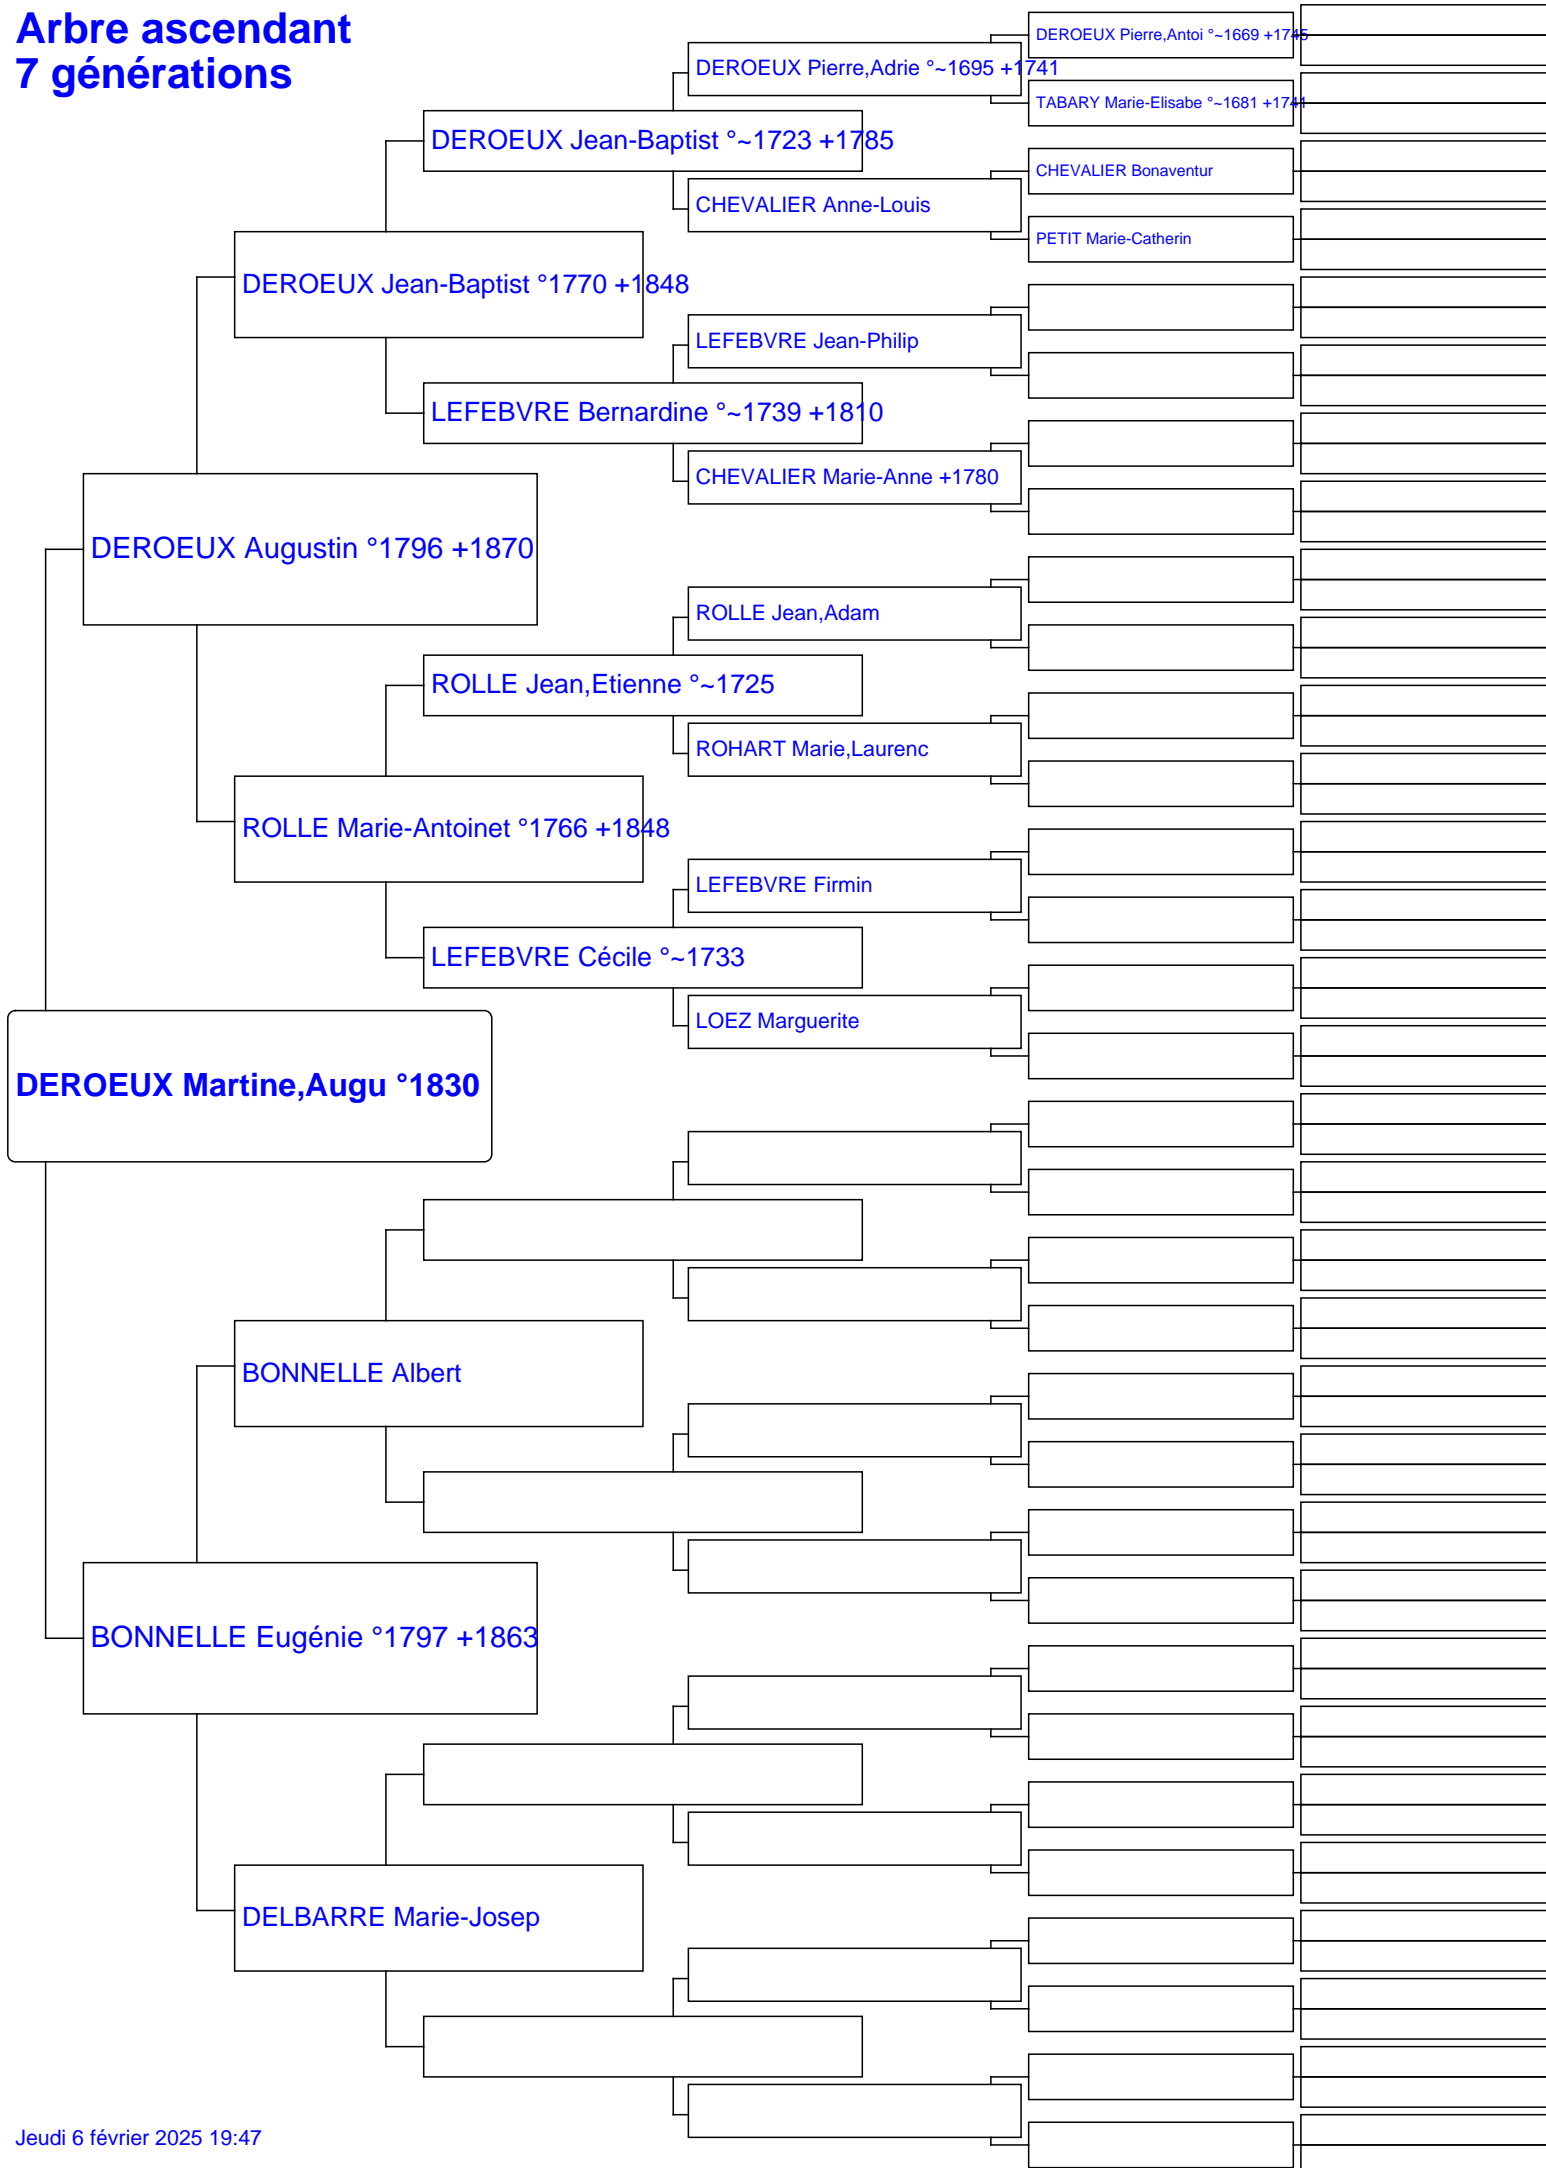 Arbre ascendant
7 générations
DEROEUX Pierre,Antoi °~1669 +1745
DEROEUX Pierre,Adrie °~1695 +1741
TABARY Marie-Elisabe °~1681 +1741
DEROEUX Jean-Baptist °~1723 +1785
CHEVALIER Bonaventur
CHEVALIER Anne-Louis
PETIT Marie-Catherin
DEROEUX Jean-Baptist °1770 +1848
LEFEBVRE Jean-Philip
LEFEBVRE Bernardine °~1739 +1810
CHEVALIER Marie-Anne +1780
DEROEUX Augustin °1796 +1870
ROLLE Jean,Adam
ROLLE Jean,Etienne °~1725
ROHART Marie,Laurenc
ROLLE Marie-Antoinet °1766 +1848
LEFEBVRE Firmin
LEFEBVRE Cécile °~1733
LOEZ Marguerite
DEROEUX Martine,Augu °1830
BONNELLE Albert
BONNELLE Eugénie °1797 +1863
DELBARRE Marie-Josep
Jeudi 6 février 2025 19:47